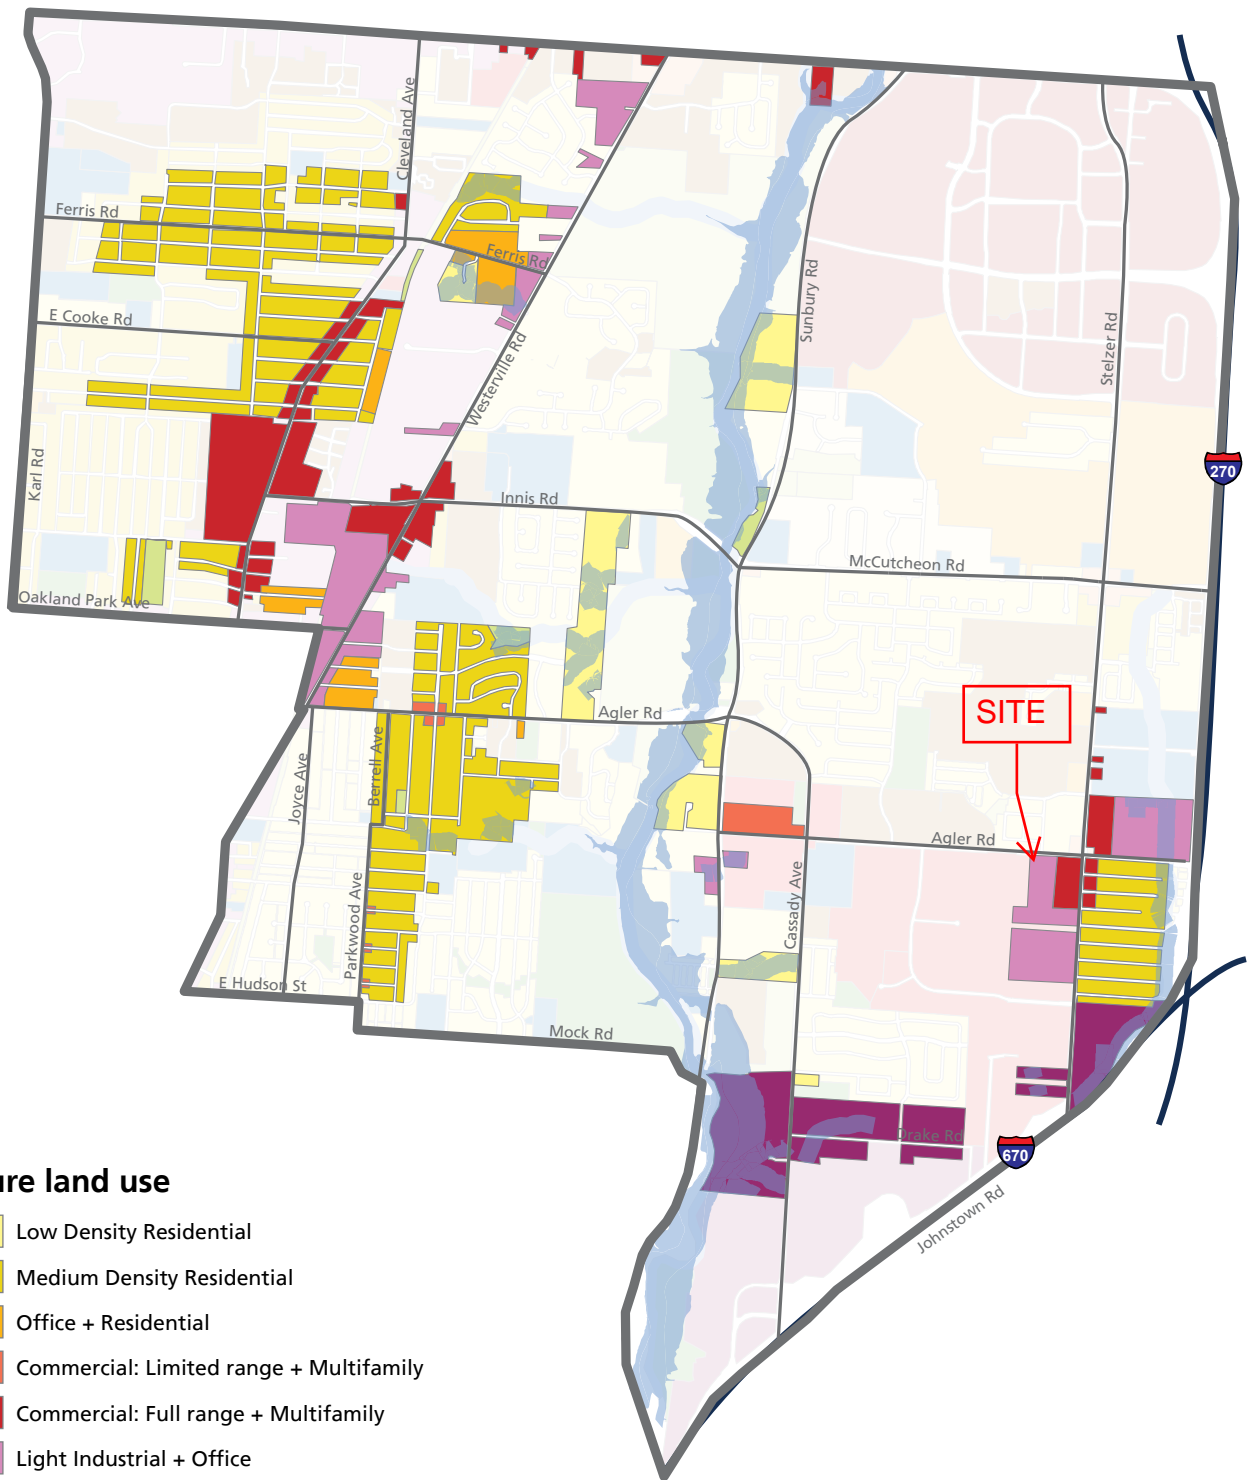 Cleveland Ave
Ferris Rd
Ferris Rd
Sunbury Rd
E Cooke Rd
Stelzer Rd
Westerville Rd
Karl Rd
270
Innis Rd
McCutcheon Rd
Oakland Park Ave
SITE
Agler Rd
Berrell Ave
Joyce Ave
Agler Rd
Cassady Ave
Parkwood Ave
E Hudson St
Mock Rd
Drake Rd
670
Johnstown Rd
ure land use
Low Density Residential
Medium Density Residential
Office + Residential
Commercial: Limited range + Multifamily
Commercial: Full range + Multifamily
Light Industrial + Office